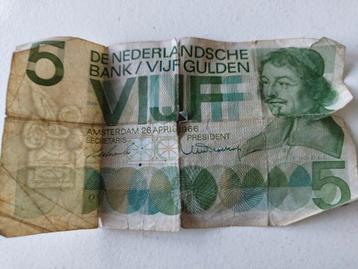 5
DE NEDERLANDSCHE
BANK / VIJF GULDEN
VIJF
AMSTERDAM 26 APRIL 1966
SECRETARIS PRESIDENT
5